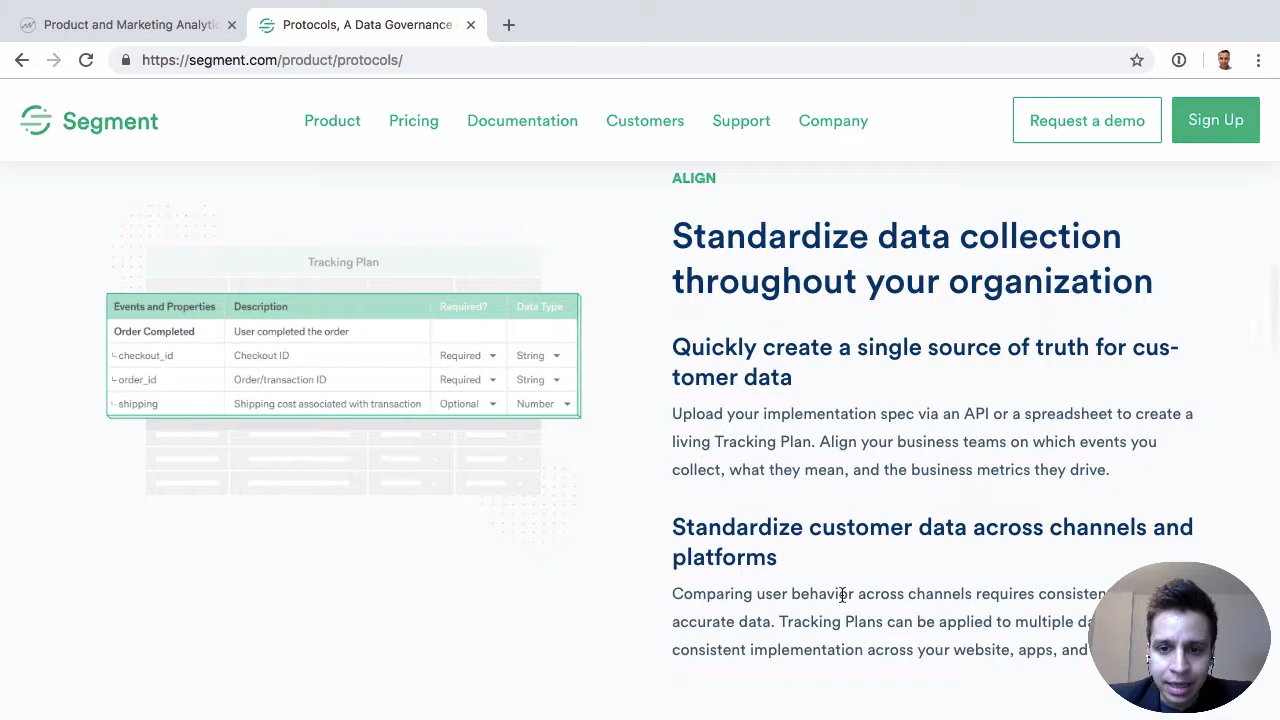 Product and Marketing Analytic
Protocols, A Data Governance
https://segment.com/product/protocols/
Segment
Product
Pricing
Documentation
Customers
Support
Company
Request a demo
Sign Up
Tracking Plan
Events and Properties Description Required? Data Type
Order Completed User completed the order
checkout_id Checkout ID Required String
order_id Order/transaction ID Required String
shipping Shipping cost associated with transaction Optional Number
ALIGN
Standardize data collection
throughout your organization
Quickly create a single source of truth for cus-
tomer data
Upload your implementation spec via an API or a spreadsheet to create a
living Tracking Plan. Align your business teams on which events you
collect, what they mean, and the business metrics they drive.
Standardize customer data across channels and
platforms
Comparing user behavior across channels requires consisten
accurate data. Tracking Plans can be applied to multiple da
consistent implementation across your website, apps, and